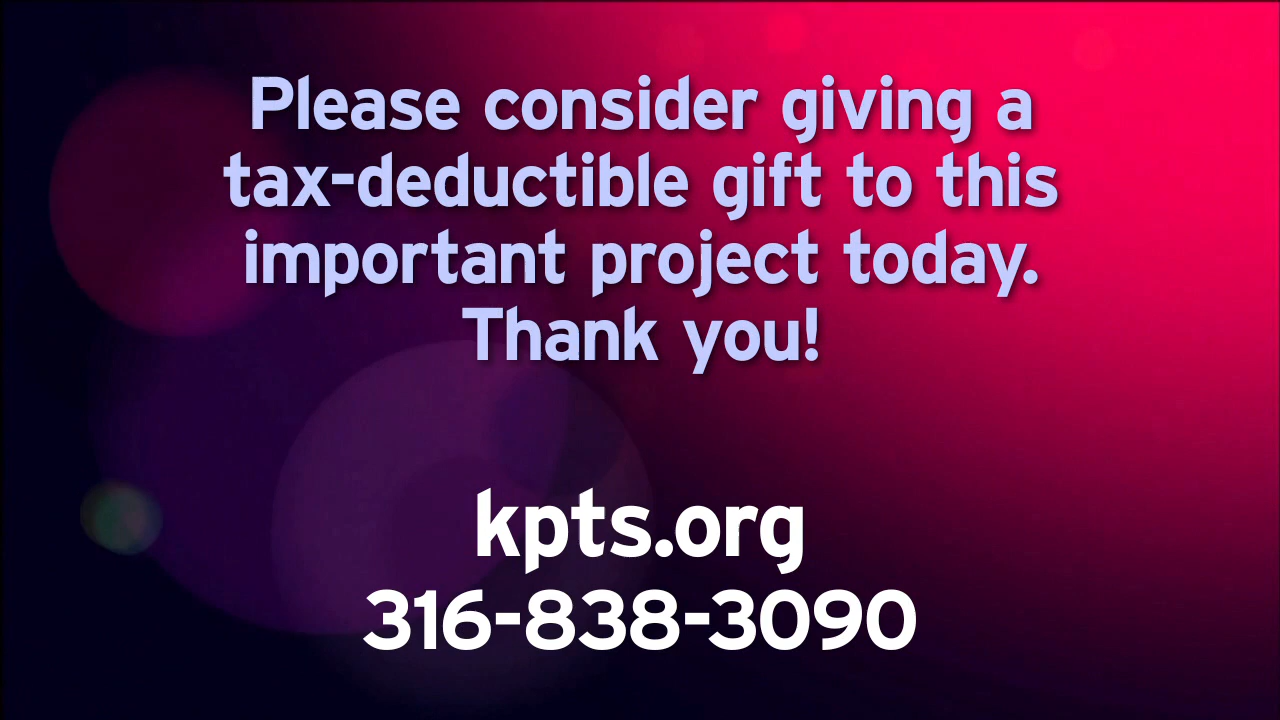 Please consider giving a
tax-deductible gift to this
important project today.
Thank you!
kpts.org
316-838-3090